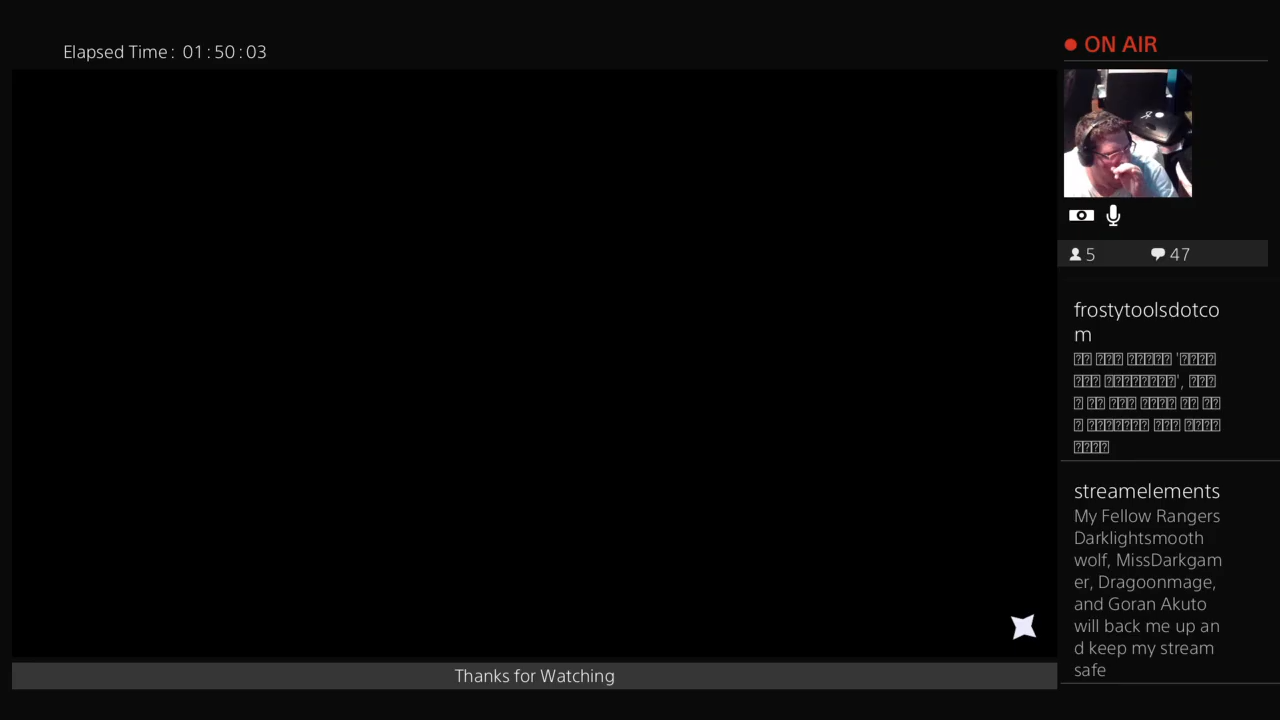 Elapsed Time: 01:50:03
ON AIR
5 47
frostytoolsdotco
m
streamelements
My Fellow Rangers
Darklightsmooth
wolf, MissDarkgam
er, Dragoonmage,
and Goran Akuto
will back me up an
d keep my stream
safe
Thanks for Watching